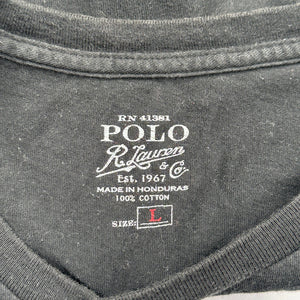 RN 41381
POLO
R. Lauren
& Co.
EST. 1967
MADE IN HONDURAS
100% COTTON
SIZE: L